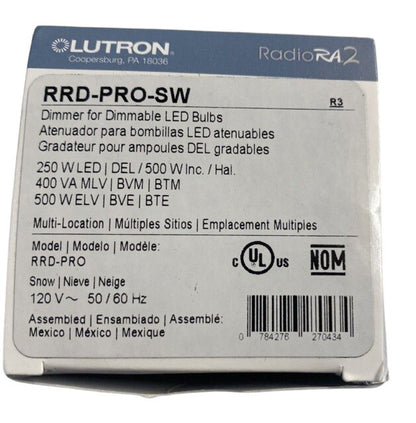 LUTRON®
Coopersburg, PA 18036
RadioRA2
RRD-PRO-SW
R3
Dimmer for Dimmable LED Bulbs
Atenuador para bombillas LED atenuables
Gradateur pour ampoules DEL gradables
250 W LED | DEL / 500 W Inc. / Hal.
400 VA MLV | BVM | BTM
500 W ELV | BVE | BTE
Multi-Location | Múltiples Sitios | Emplacement Multiples
Model | Modelo | Modèle:
RRD-PRO
Snow | Nieve | Neige
120 V~ 50 / 60 Hz
Assembled | Ensamblado | Assemblé:
Mexico | México | Mexique
C UL US
NOM
0 784276 270434